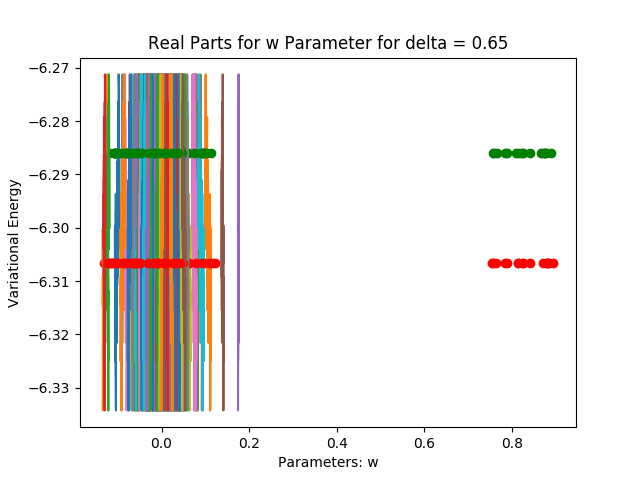 Real Parts for w Parameter for delta = 0.65
−6.27
−6.28
−6.29
−6.30
−6.31
−6.32
−6.33
Variational Energy
0.0 0.2 0.4 0.6 0.8
Parameters: w